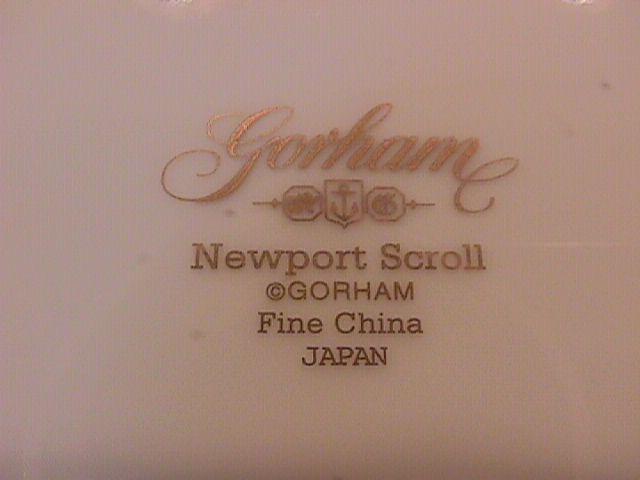 Gorham
Newport Scroll
©GORHAM
Fine China
JAPAN